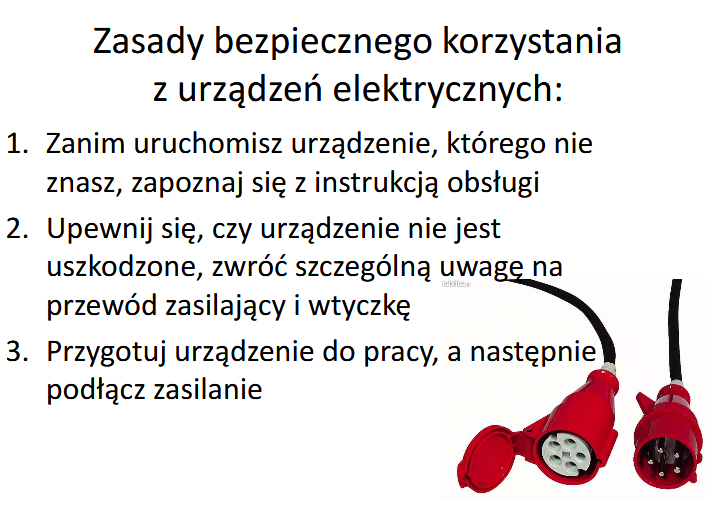 Zasady bezpiecznego korzystania
z urządzeń elektrycznych:
1. Zanim uruchomisz urządzenie, którego nie
znasz, zapoznaj się z instrukcją obsługi
2. Upewnij się, czy urządzenie nie jest
uszkodzone, zwróć szczególną uwagę na
przewód zasilający i wtyczkę
3. Przygotuj urządzenie do pracy, a następnie
podłącz zasilanie